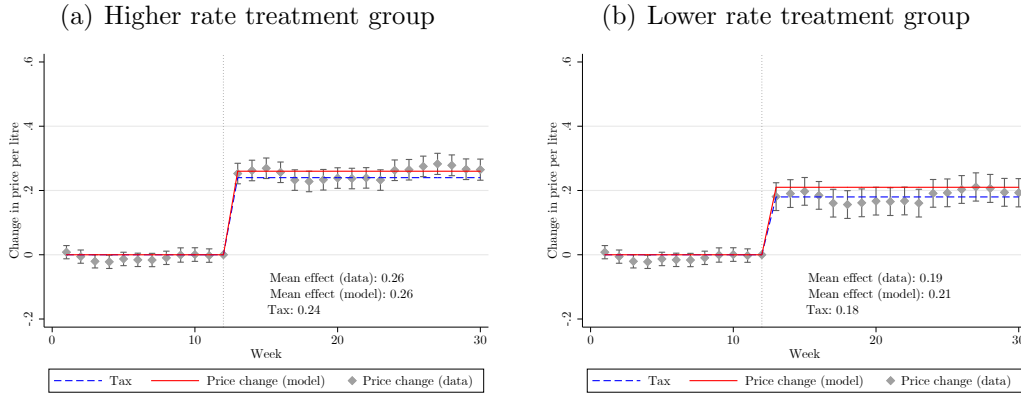 (a) Higher rate treatment group
.6
.4
.2
0
-.2
Change in price per litre
Mean effect (data): 0.26
Mean effect (model): 0.26
Tax: 0.24
0
10
20
30
Week
Tax
Price change (model)
Price change (data)
(b) Lower rate treatment group
.6
.4
.2
0
-.2
Change in price per litre
Mean effect (data): 0.19
Mean effect (model): 0.21
Tax: 0.18
0
10
20
30
Week
Tax
Price change (model)
Price change (data)